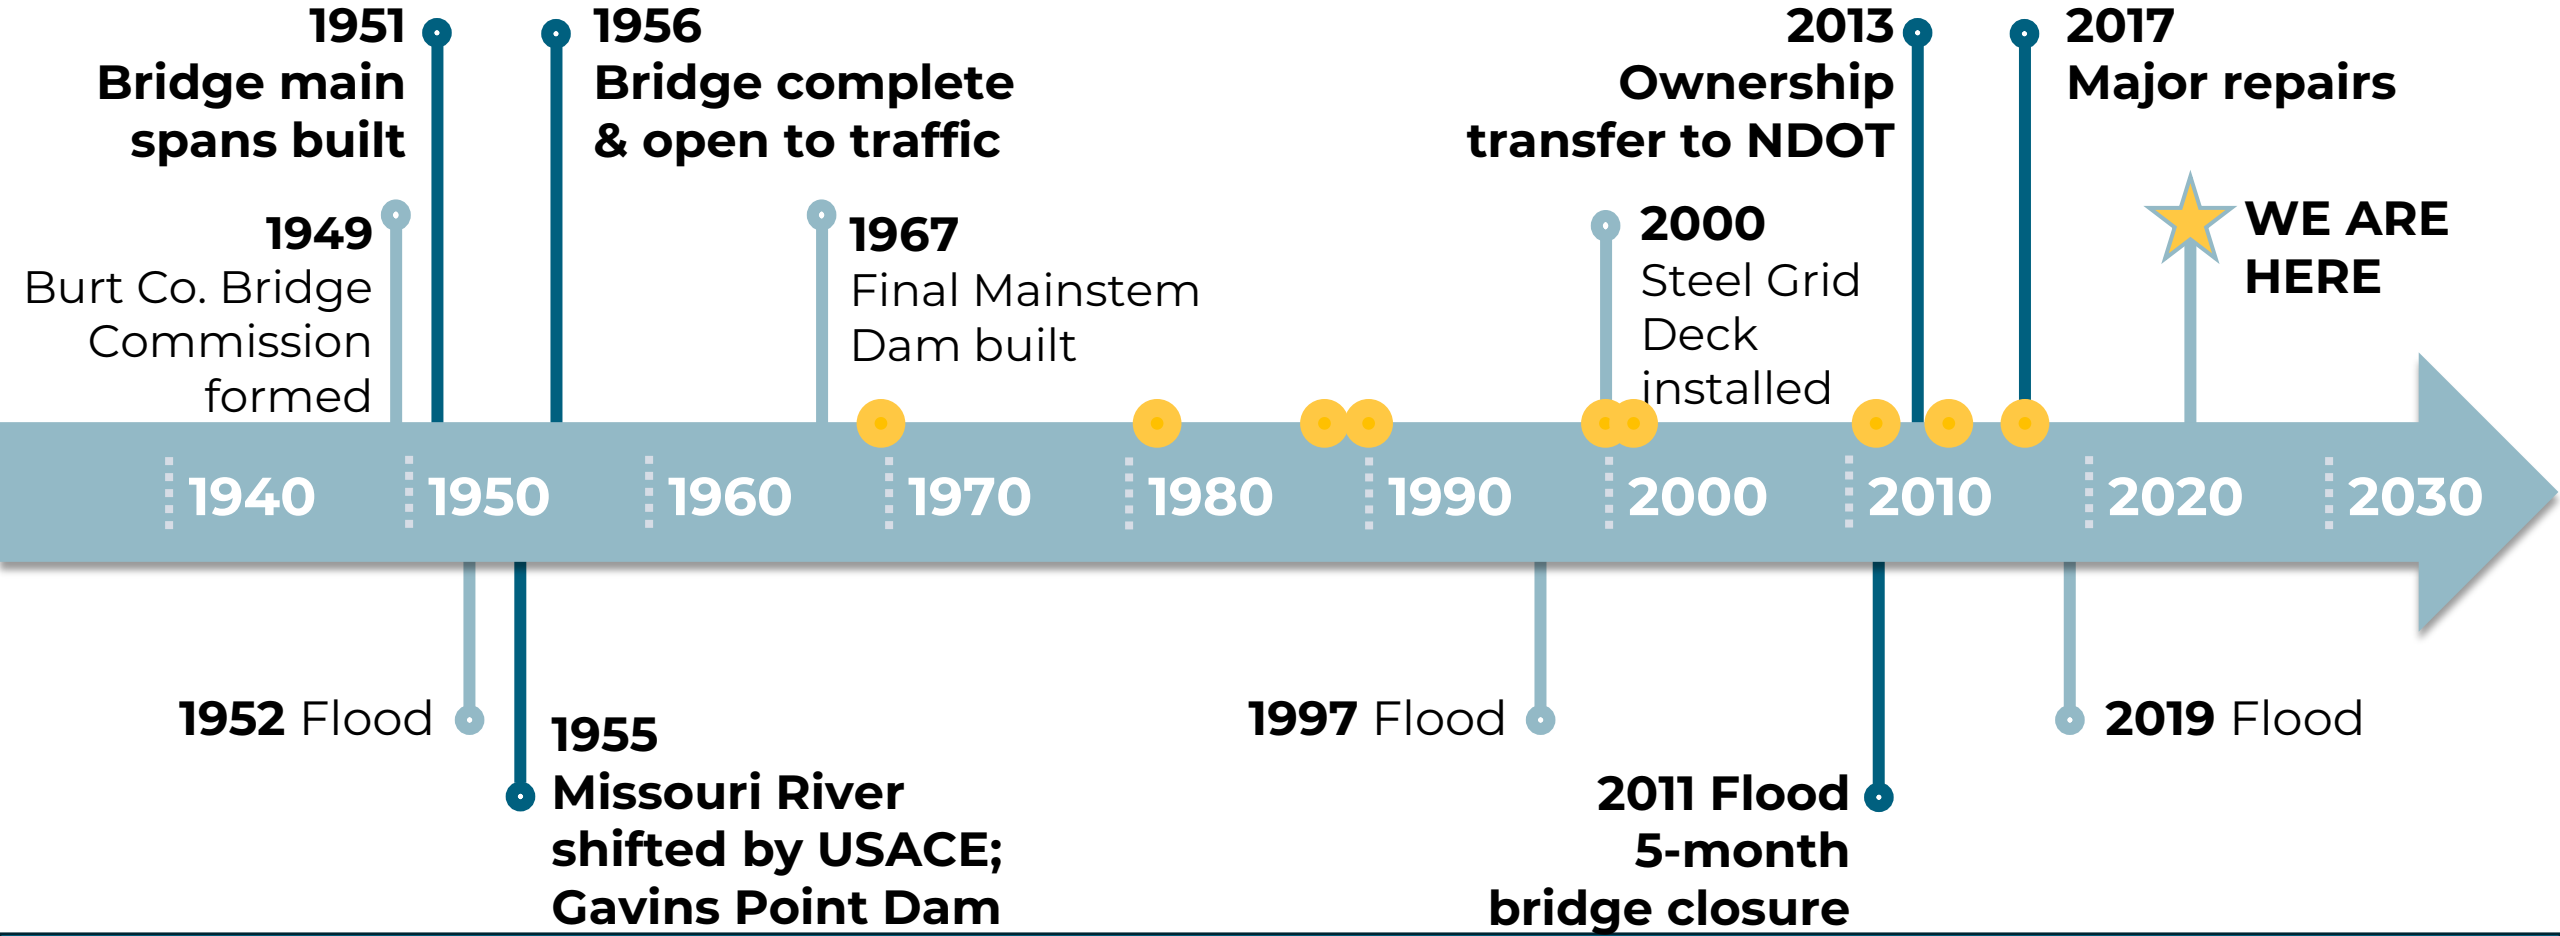 1951
Bridge main
spans built
1956
Bridge complete
& open to traffic
2013
Ownership
transfer to NDOT
2017
Major repairs
1949
Burt Co. Bridge
Commission
formed
1967
Final Mainstem
Dam built
2000
Steel Grid
Deck
installed
WE ARE
HERE
1940 1950 1960 1970 1980 1990 2000 2010 2020 2030
1952 Flood
1955
Missouri River
shifted by USACE;
Gavins Point Dam
1997 Flood
2011 Flood
5-month
bridge closure
2019 Flood